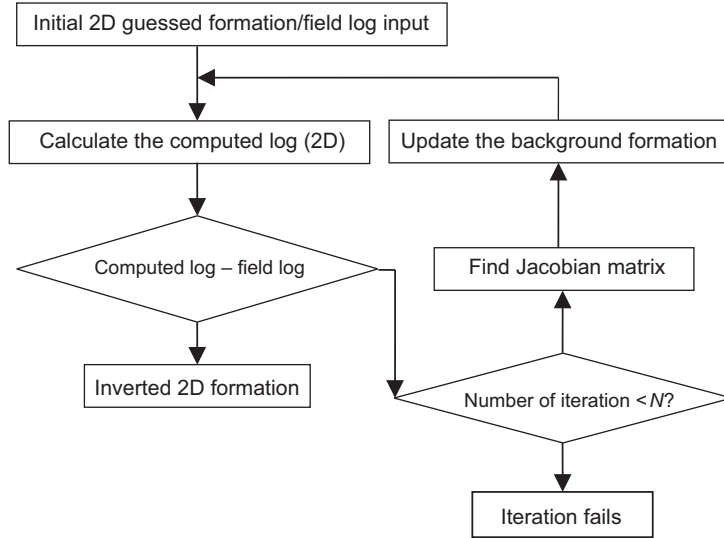 Initial 2D guessed formation/field log input
Calculate the computed log (2D)
Update the background formation
Computed log – field log
Find Jacobian matrix
Inverted 2D formation
Number of iteration < N?
Iteration fails